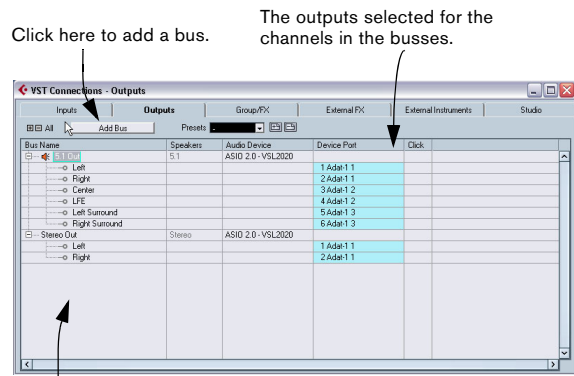 The outputs selected for the
channels in the busses.
Click here to add a bus.
VST Connections - Outputs
Inputs Outputs Group/FX External FX External Instruments Studio
All Add Bus Presets -
Bus Name Speakers Audio Device Device Port Click
5.1 Out 5.1 ASIO 2.0 - VSL2020
Left 1 Adat-1 1
Right 2 Adat-1 1
Center 3 Adat-1 2
LFE 4 Adat-1 2
Left Surround 5 Adat-1 3
Right Surround 6 Adat-1 3
Stereo Out Stereo ASIO 2.0 - VSL2020
Left 1 Adat-1 1
Right 2 Adat-1 1